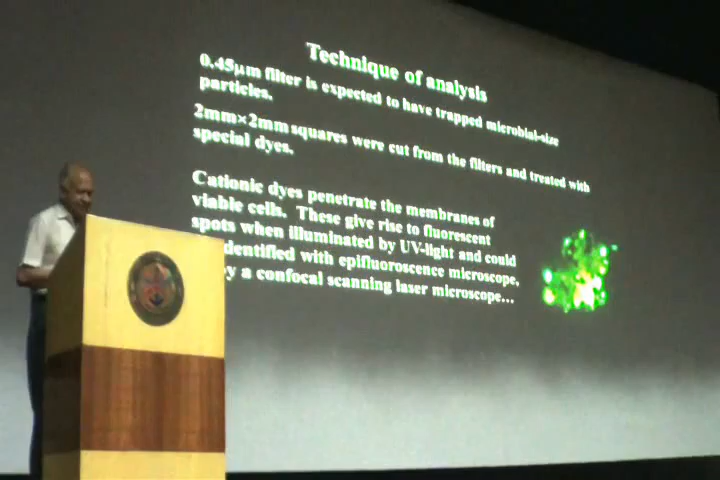 Technique of analysis
0.45μm filter is expected to have trapped microbial-size
particles.
2mm×2mm squares were cut from the filters and treated with
special dyes.
Cationic dyes penetrate the membranes of
viable cells. These give rise to fluorescent
spots when illuminated by UV-light and could
identified with epifluoroscence microscope,
y a confocal scanning laser microscope...